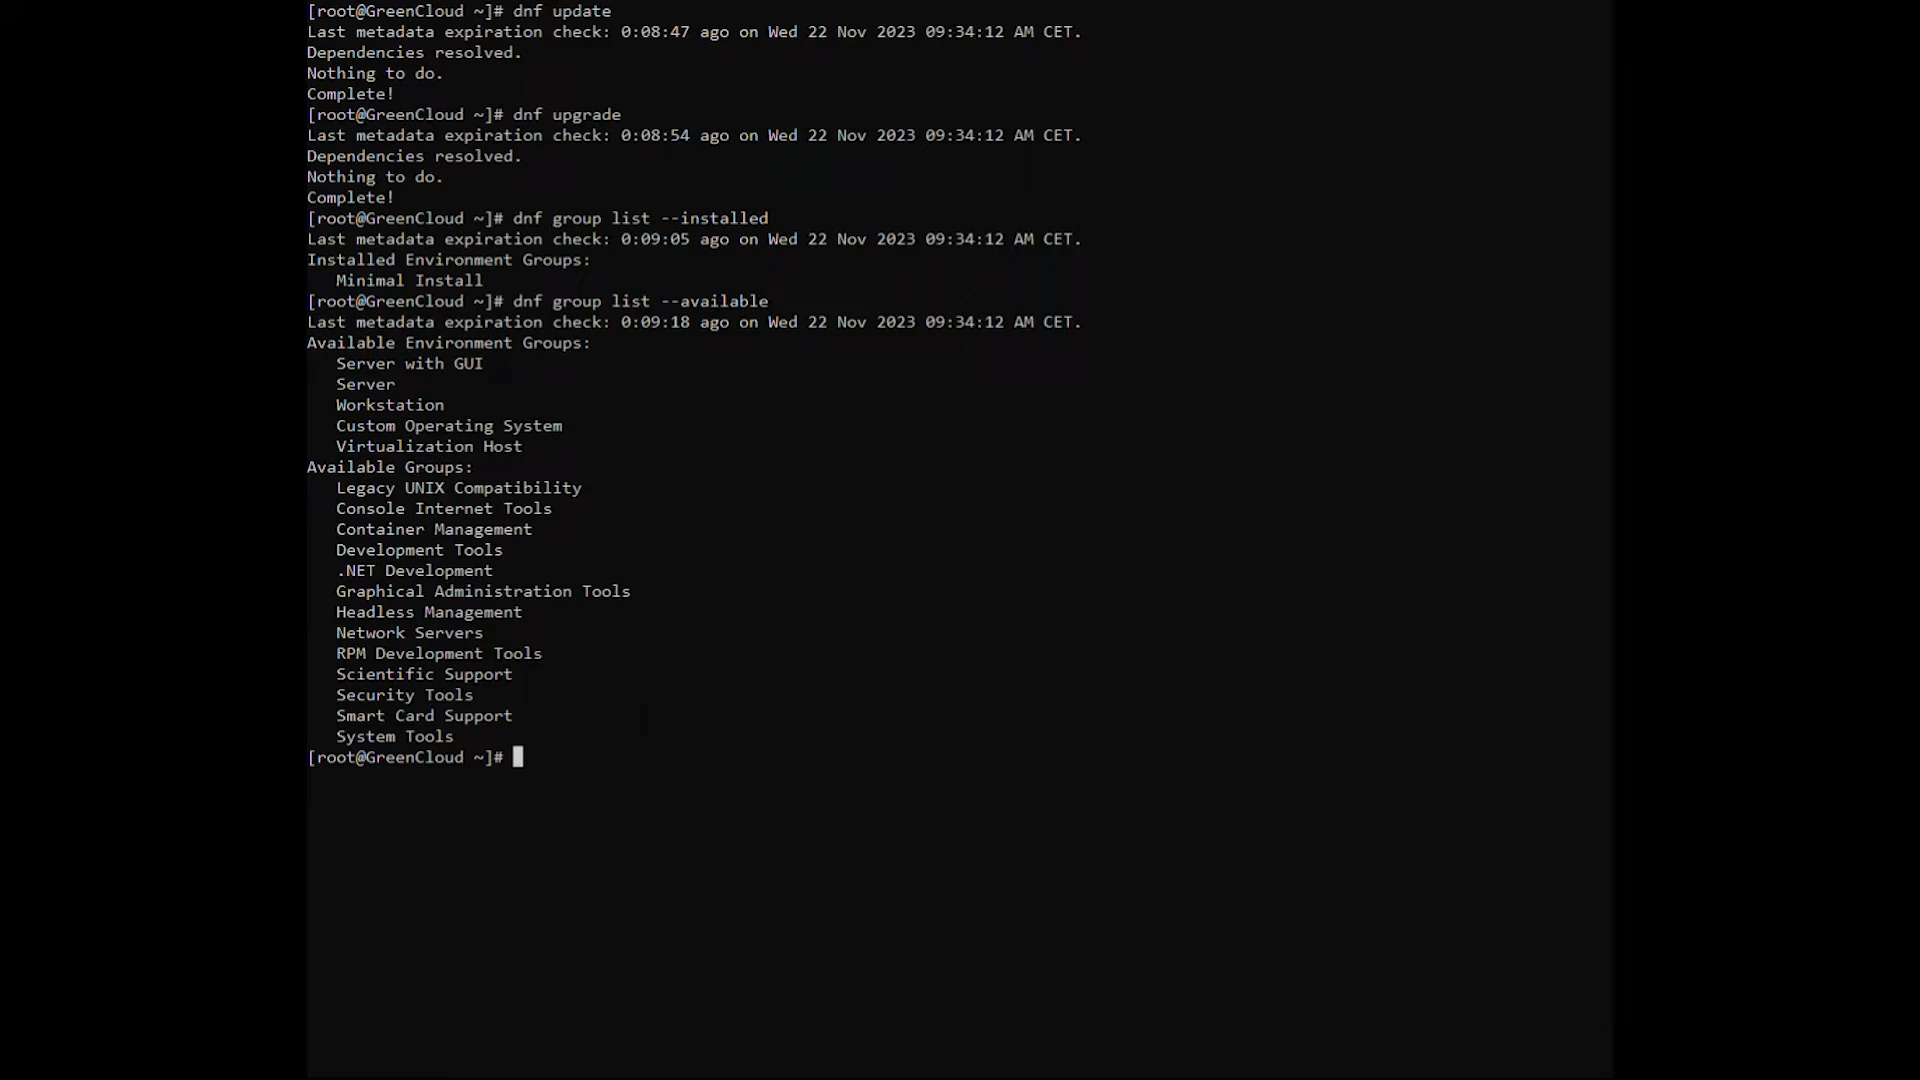 [root@GreenCloud ~]# dnf update
Last metadata expiration check: 0:08:47 ago on Wed 22 Nov 2023 09:34:12 AM CET.
Dependencies resolved.
Nothing to do.
Complete!
[root@GreenCloud ~]# dnf upgrade
Last metadata expiration check: 0:08:54 ago on Wed 22 Nov 2023 09:34:12 AM CET.
Dependencies resolved.
Nothing to do.
Complete!
[root@GreenCloud ~]# dnf group list --installed
Last metadata expiration check: 0:09:05 ago on Wed 22 Nov 2023 09:34:12 AM CET.
Installed Environment Groups:
   Minimal Install
[root@GreenCloud ~]# dnf group list --available
Last metadata expiration check: 0:09:18 ago on Wed 22 Nov 2023 09:34:12 AM CET.
Available Environment Groups:
   Server with GUI
   Server
   Workstation
   Custom Operating System
   Virtualization Host
Available Groups:
   Legacy UNIX Compatibility
   Console Internet Tools
   Container Management
   Development Tools
   .NET Development
   Graphical Administration Tools
   Headless Management
   Network Servers
   RPM Development Tools
   Scientific Support
   Security Tools
   Smart Card Support
   System Tools
[root@GreenCloud ~]#